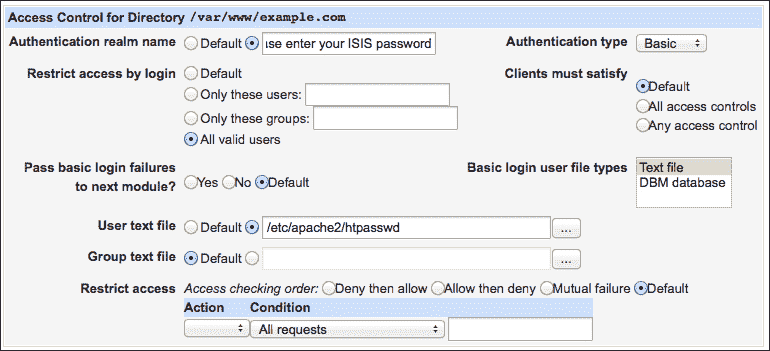 Access Control for Directory /var/www/example.com
Authentication realm name Default ase enter your ISIS password Authentication type Basic
Restrict access by login Default Clients must satisfy Default
Only these users: All access controls
Only these groups: Any access control
All valid users
Pass basic login failures to next module? Yes No Default Basic login user file types Text file
DBM database
User text file Default /etc/apache2/htpasswd ...
Group text file Default ...
Restrict access Access checking order: Deny then allow Allow then deny Mutual failure Default
Action Condition
All requests